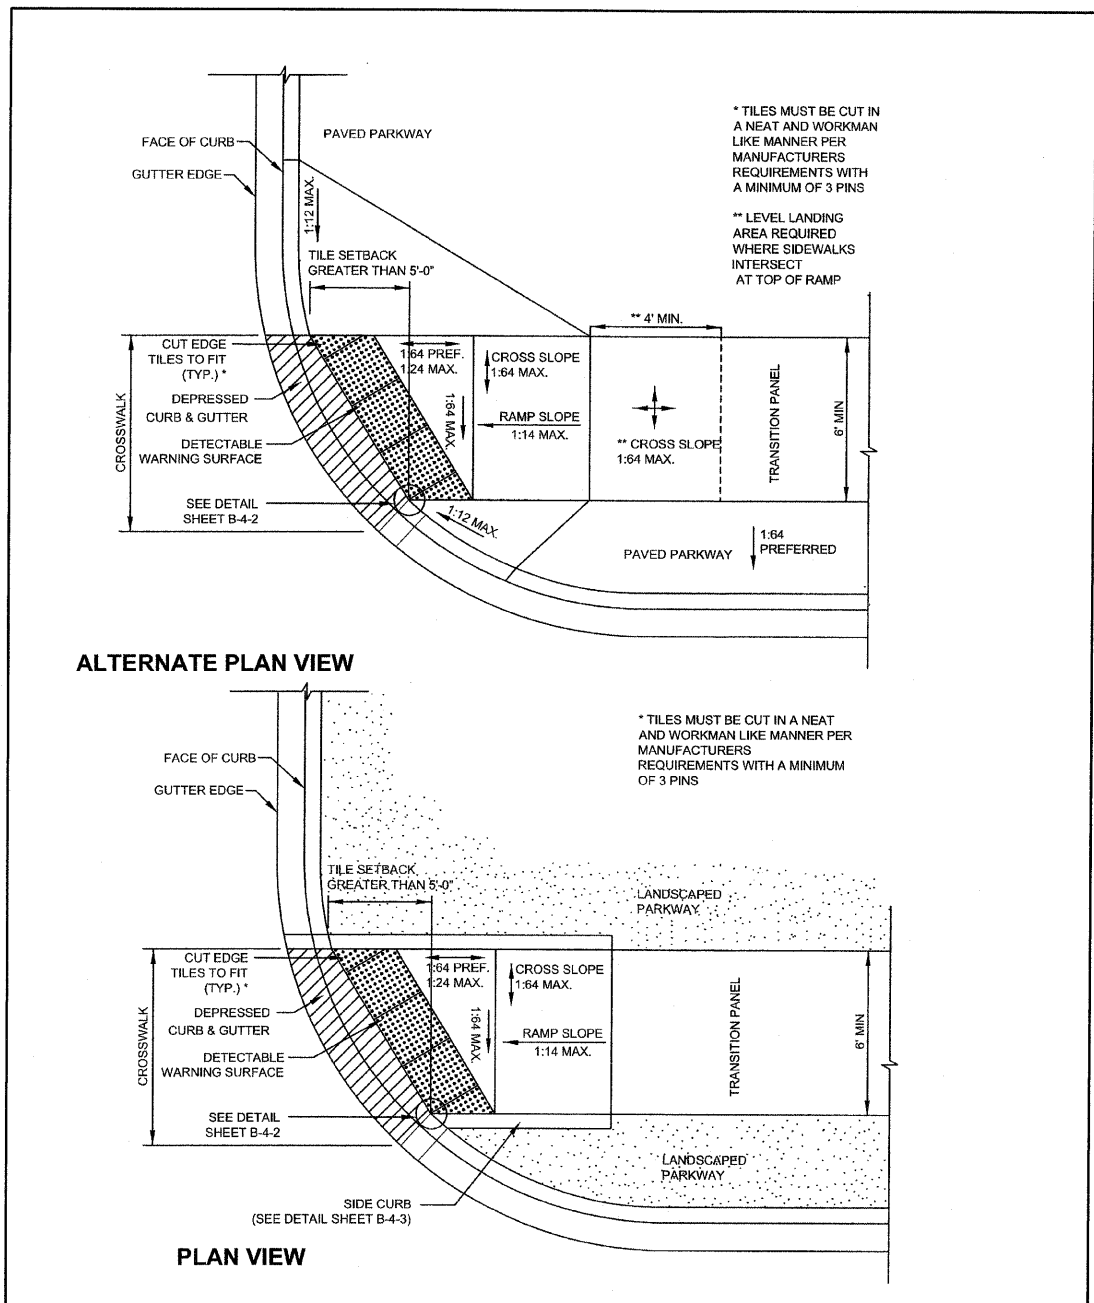 PAVED PARKWAY
FACE OF CURB
GUTTER EDGE
1:12 MAX.
TILE SETBACK
GREATER THAN 5'-0"
* TILES MUST BE CUT IN
A NEAT AND WORKMAN
LIKE MANNER PER
MANUFACTURERS
REQUIREMENTS WITH
A MINIMUM OF 3 PINS
** LEVEL LANDING
AREA REQUIRED
WHERE SIDEWALKS
INTERSECT
AT TOP OF RAMP
** 4' MIN.
CROSSWALK
CUT EDGE
TILES TO FIT
(TYP.) *
DEPRESSED
CURB & GUTTER
DETECTABLE
WARNING SURFACE
SEE DETAIL
SHEET B-4-2
1:64 PREF.
1:24 MAX.
1:64 MAX.
CROSS SLOPE
1:64 MAX.
RAMP SLOPE
1:14 MAX.
** CROSS SLOPE
1:64 MAX.
TRANSITION PANEL
6' MIN
1:12 MAX.
PAVED PARKWAY
1:64
PREFERRED
ALTERNATE PLAN VIEW
* TILES MUST BE CUT IN A NEAT
AND WORKMAN LIKE MANNER PER
MANUFACTURERS
REQUIREMENTS WITH A MINIMUM
OF 3 PINS
FACE OF CURB
GUTTER EDGE
TILE SETBACK
GREATER THAN 5'-0"
LANDSCAPED
PARKWAY
CROSSWALK
CUT EDGE
TILES TO FIT
(TYP.) *
DEPRESSED
CURB & GUTTER
DETECTABLE
WARNING SURFACE
SEE DETAIL
SHEET B-4-2
1:64 PREF.
1:24 MAX.
1:64 MAX.
CROSS SLOPE
1:64 MAX.
RAMP SLOPE
1:14 MAX.
TRANSITION PANEL
6' MIN
LANDSCAPED
PARKWAY
SIDE CURB
(SEE DETAIL SHEET B-4-3)
PLAN VIEW